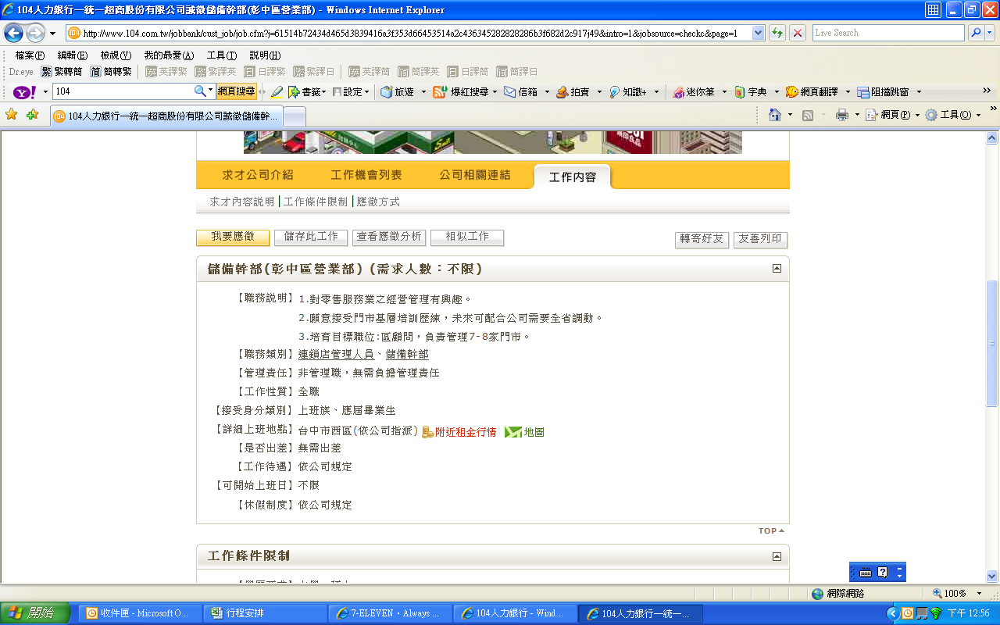 104人力銀行—統一超商股份有限公司誠徵儲備幹部(彰中區營業部) - Windows Internet Explorer
Live Search
檔案(F) 編輯(E) 檢視(V) 我的最愛(A) 工具(T) 說明(H)
Dr.eye 繁 繁轉簡 簡 簡轉繁 英 英譯繁 繁 繁譯英 日 日譯繁 繁 繁譯日 英 英譯簡 簡 簡譯英 日 日譯簡 簡 簡譯日
Y! 104 網頁搜尋 書籤 設定 旅遊 爆紅搜尋 信箱 拍賣 知識+ 迷你筆 字典 網頁翻譯 阻擋跳窗
104人力銀行—統一超商股份有限公司誠徵儲備幹... 網頁(P) 工具(O)
求才公司介紹 工作機會列表 公司相關連結 工作內容
求才內容說明 | 工作條件限制 | 應徵方式
我要應徵 儲存此工作 查看應徵分析 相似工作 轉寄好友 友善列印
儲備幹部(彰中區營業部) (需求人數：不限)
【職務說明】 1.對零售服務業之經營管理有興趣。
2.願意接受門市基層培訓歷練，未來可配合公司需要全省調動。
3.培育目標職位:區顧問，負責管理7-8家門市。
【職務類別】 連鎖店管理人員、儲備幹部
【管理責任】 非管理職，無需負擔管理責任
【工作性質】 全職
【接受身分類別】 上班族、應屆畢業生
【詳細上班地點】 台中市西區(依公司指派) 附近租金行情 地圖
【是否出差】 無需出差
【工作待遇】 依公司規定
【可開始上班日】 不限
【休假制度】 依公司規定
TOP
工作條件限制
網際網路 100%
開始 收件匣 - Microsoft O... 行程安排 7-ELEVEN・Always ... 104人力銀行 - Wind... 104人力銀行—統一... 下午 12:56